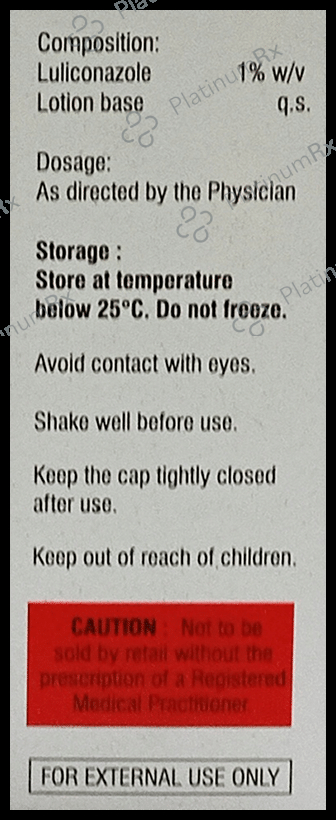 Composition:
Luliconazole 1% w/v
Lotion base q.s.
Dosage:
As directed by the Physician
Storage :
Store at temperature
below 25°C. Do not freeze.
Avoid contact with eyes.
Shake well before use.
Keep the cap tightly closed
after use.
Keep out of reach of children.
CAUTION : Not to be
sold by retail without the
prescription of a Registered
Medical Practitioner
FOR EXTERNAL USE ONLY
PlatinumRx
PlatinumRx
PlatinumRx